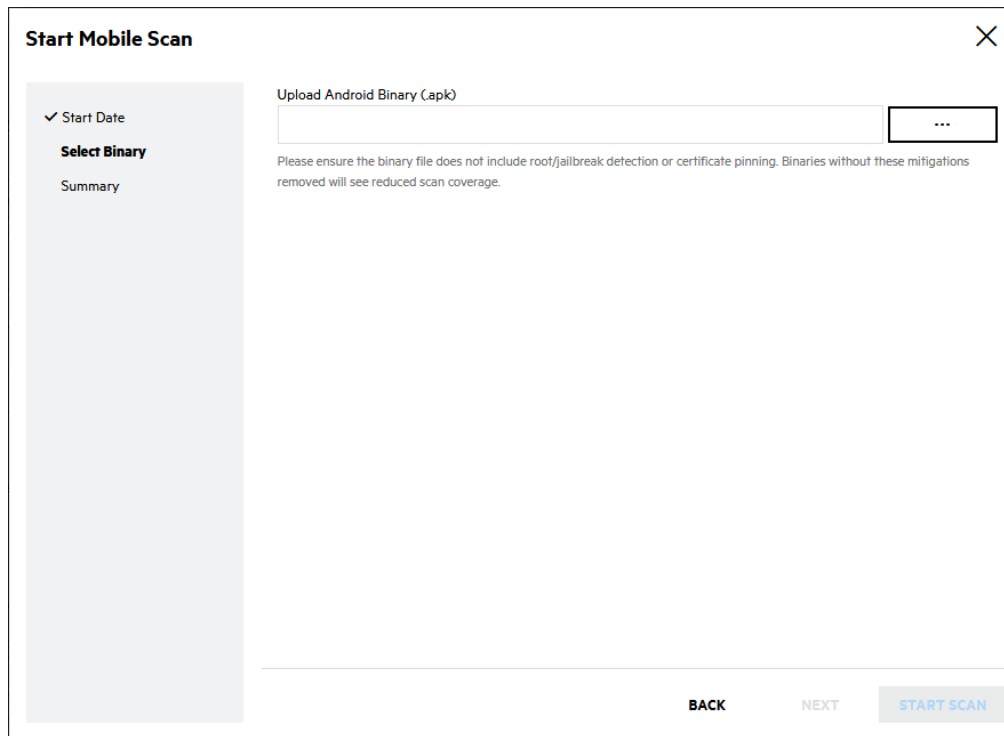 Start Mobile Scan
Start Date
Select Binary
Summary
Upload Android Binary (.apk)
...
Please ensure the binary file does not include root/jailbreak detection or certificate pinning. Binaries without these mitigations
removed will see reduced scan coverage.
BACK
NEXT
START SCAN